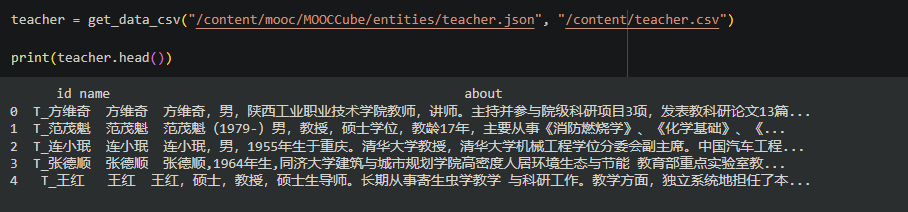 teacher = get_data_csv("/content/mooc/MOOCCube/entities/teacher.json", "/content/teacher.csv")
print(teacher.head())
id name about
0 T_方维奇 方维奇 方维奇，男，陕西工业职业技术学院教师，讲师。主持并参与院级科研项目3项，发表教科研论文13篇...
1 T_范茂魁 范茂魁 范茂魁（1979-）男，教授，硕士学位，教龄17年，主要从事《消防燃烧学》、《化学基础》、《...
2 T_连小珉 连小珉 连小珉，男，1955年生于重庆。清华大学教授，清华大学机械工程学位分委会副主席。中国汽车工程...
3 T_张德顺 张德顺 张德顺,1964年生,同济大学建筑与城市规划学院高密度人居环境生态与节能 教育部重点实验室教...
4 T_王红 王红 王红，硕士，教授，硕士生导师。长期从事寄生虫学教学 与科研工作。教学方面，独立系统地担任了本...